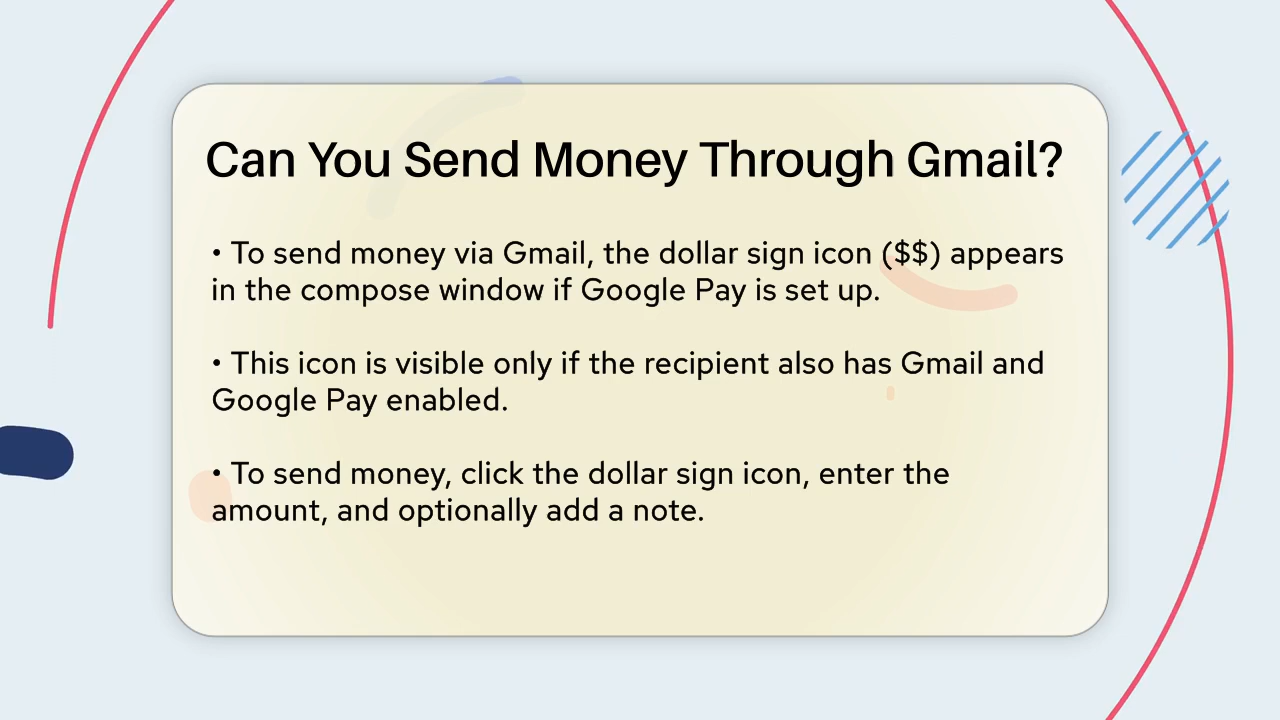 Can You Send Money Through Gmail?
• To send money via Gmail, the dollar sign icon ($$) appears
in the compose window if Google Pay is set up.
• This icon is visible only if the recipient also has Gmail and
Google Pay enabled.
• To send money, click the dollar sign icon, enter the
amount, and optionally add a note.